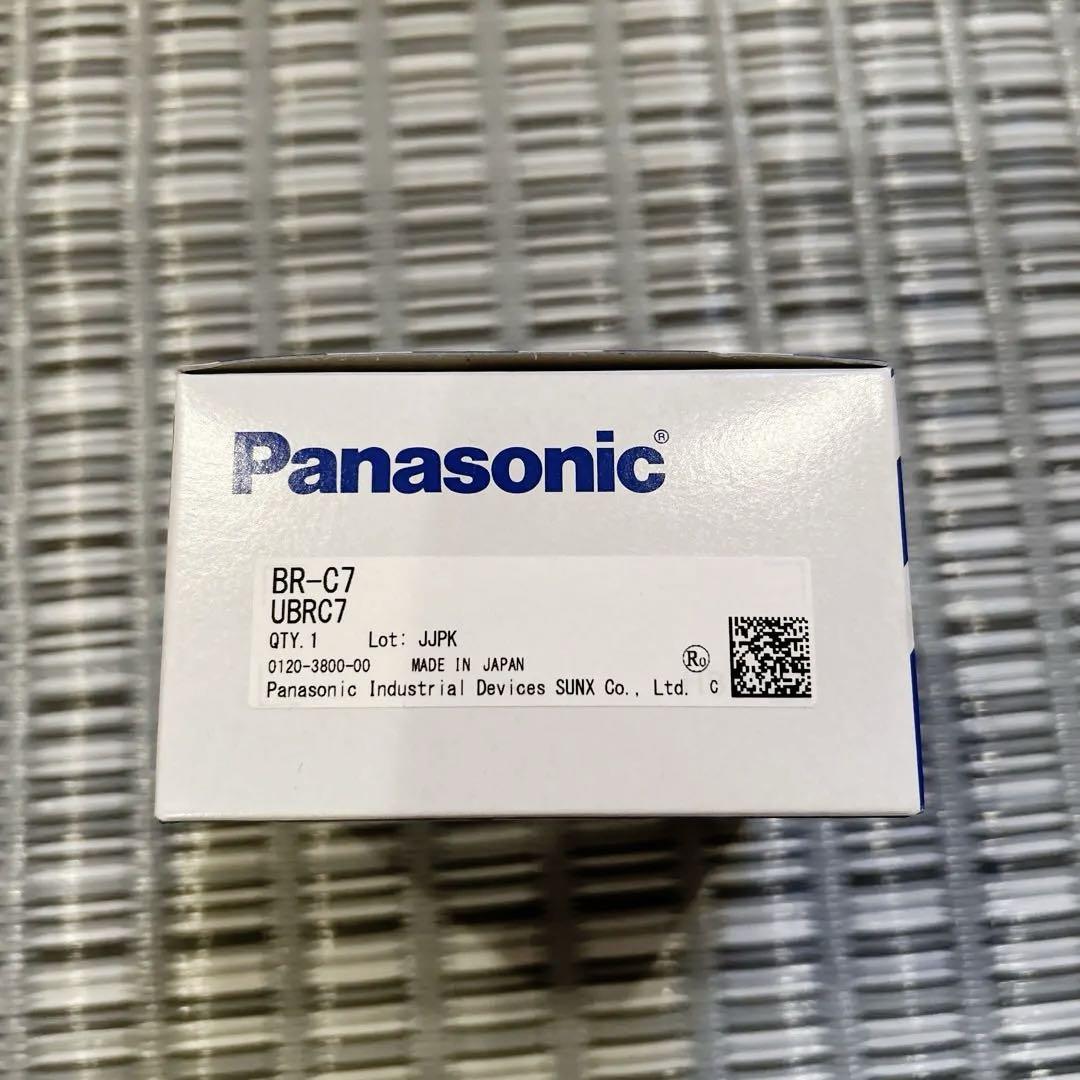 Panasonic®
BR-C7
UBRC7
QTY.1 Lot: JJPK
0120-3800-00 MADE IN JAPAN
Ro
Panasonic Industrial Devices SUNX Co., Ltd. C